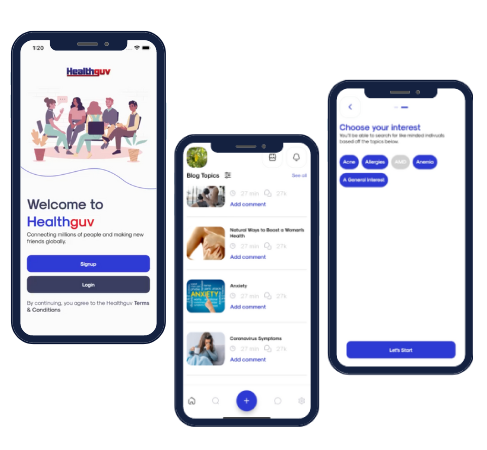 1:20
Healthguv
Welcome to
Healthguv
Connecting millions of people and making new
friends globally.
Signup
Login
By continuing, you agree to the Healthguv Terms
& Conditions
Blog Topics
See all
27 min 27k
Add comment
Natural Ways to Boost a Woman's
Health
27 min 27k
Add comment
ANXIETY
Anxiety
27 min 27k
Add comment
Coronavirus Symptoms
27 min 27k
Add comment
Choose your interest
You'll be able to search for like minded
based off the topics below.
Acne
Allergies
Anemia
A General Interest
Let's Start